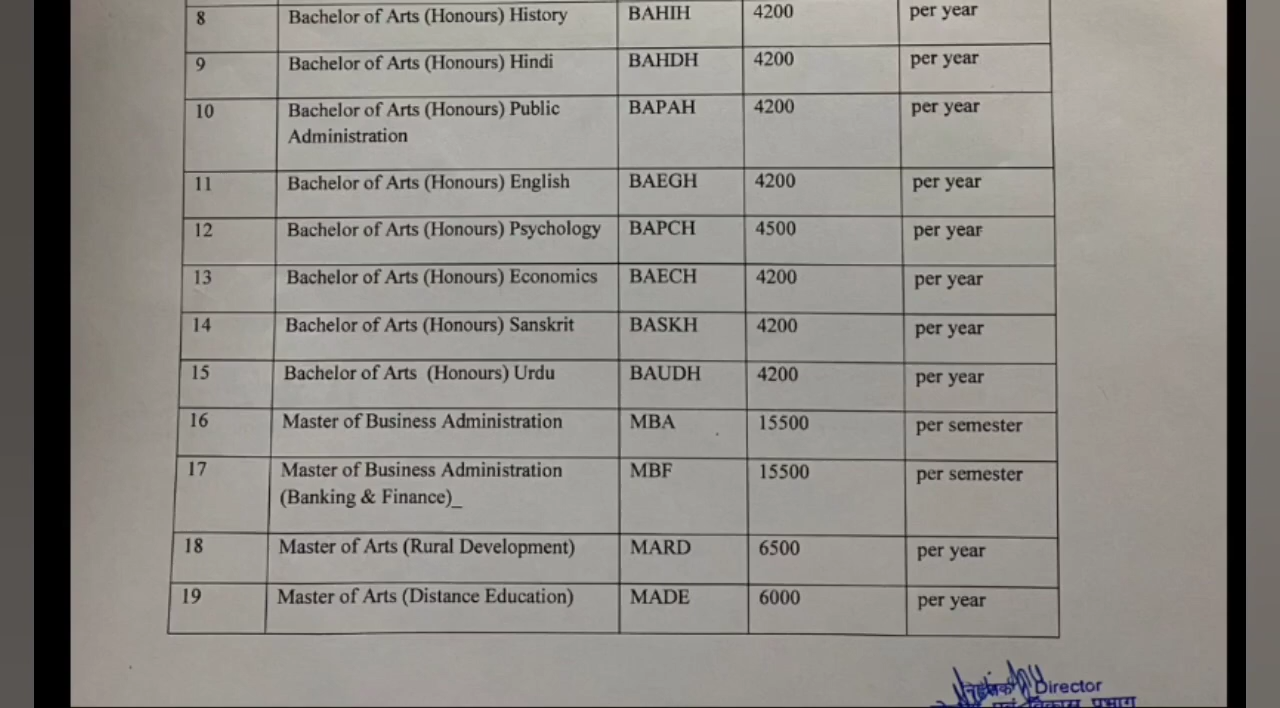 8 Bachelor of Arts (Honours) History BAHIH 4200 per year
9 Bachelor of Arts (Honours) Hindi BAHDH 4200 per year
10 Bachelor of Arts (Honours) Public BAPAH 4200 per year
Administration
11 Bachelor of Arts (Honours) English BAEGH 4200 per year
12 Bachelor of Arts (Honours) Psychology BAPCH 4500 per year
13 Bachelor of Arts (Honours) Economics BAECH 4200 per year
14 Bachelor of Arts (Honours) Sanskrit BASKH 4200 per year
15 Bachelor of Arts (Honours) Urdu BAUDH 4200 per year
16 Master of Business Administration MBA 15500 per semester
17 Master of Business Administration MBF 15500 per semester
(Banking & Finance)_
18 Master of Arts (Rural Development) MARD 6500 per year
19 Master of Arts (Distance Education) MADE 6000 per year
Director
एवं विकास प्रभाग